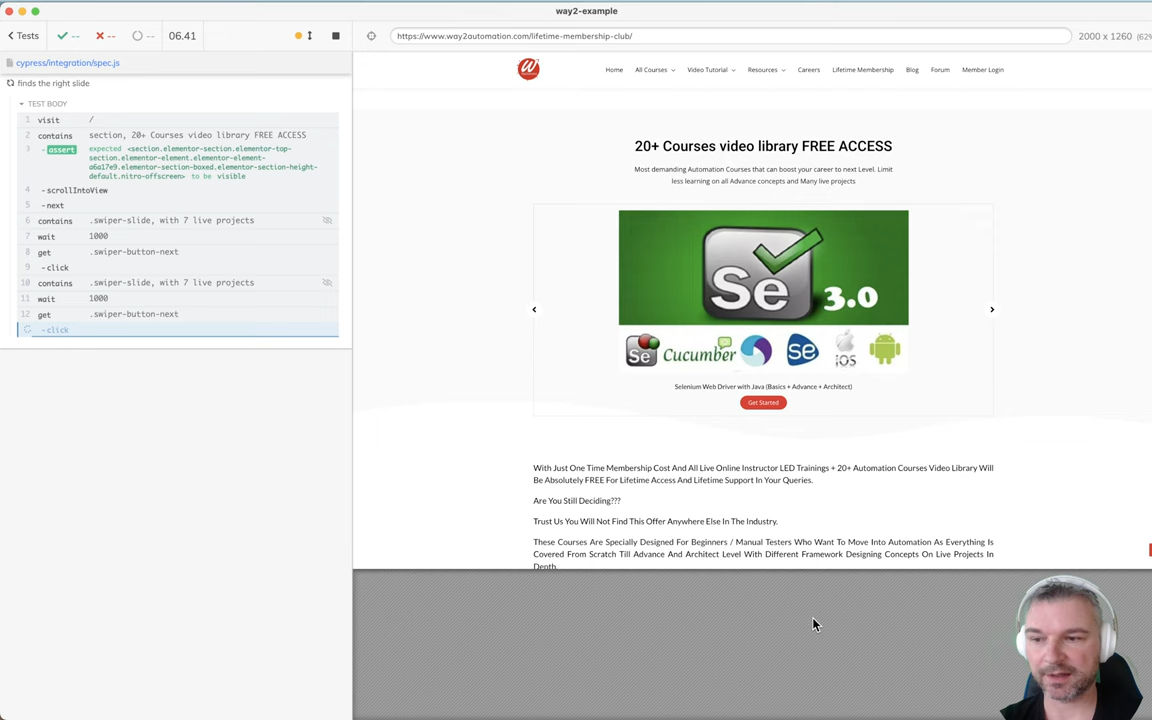 way2-example
Tests -- -- -- 06.41
https://www.way2automation.com/lifetime-membership-club/ 2000 x 1260 (62%
cypress/integration/spec.js
finds the right slide
TEST BODY
1 visit /
2 contains section, 20+ Courses video library FREE ACCESS
3 -assert expected <section.elementor-section.elementor-top-
section.elementor-element.elementor-element-
a6a17e9.elementor-section-boxed.elementor-section-height-
default.nitro-offscreen> to be visible
4 -scrollIntoView
5 -next
6 contains .swiper-slide, with 7 live projects
7 wait 1000
8 get .swiper-button-next
9 -click
10 contains .swiper-slide, with 7 live projects
11 wait 1000
12 get .swiper-button-next
-click
Home All Courses Video Tutorial Resources Careers Lifetime Membership Blog Forum Member Login
20+ Courses video library FREE ACCESS
Most demanding Automation Courses that can boost your career to next Level. Limit
less learning on all Advance concepts and Many live projects
Se 3.0
Se Cucumber Se iOS
Selenium Web Driver with Java (Basics + Advance + Architect)
Get Started
With Just One Time Membership Cost And All Live Online Instructor LED Trainings + 20+ Automation Courses Video Library Will
Be Absolutely FREE For Lifetime Access And Lifetime Support In Your Queries.
Are You Still Deciding???
Trust Us You Will Not Find This Offer Anywhere Else In The Industry.
These Courses Are Specially Designed For Beginners / Manual Testers Who Want To Move Into Automation As Everything Is
Covered From Scratch Till Advance And Architect Level With Different Framework Designing Concepts On Live Projects In
Depth.